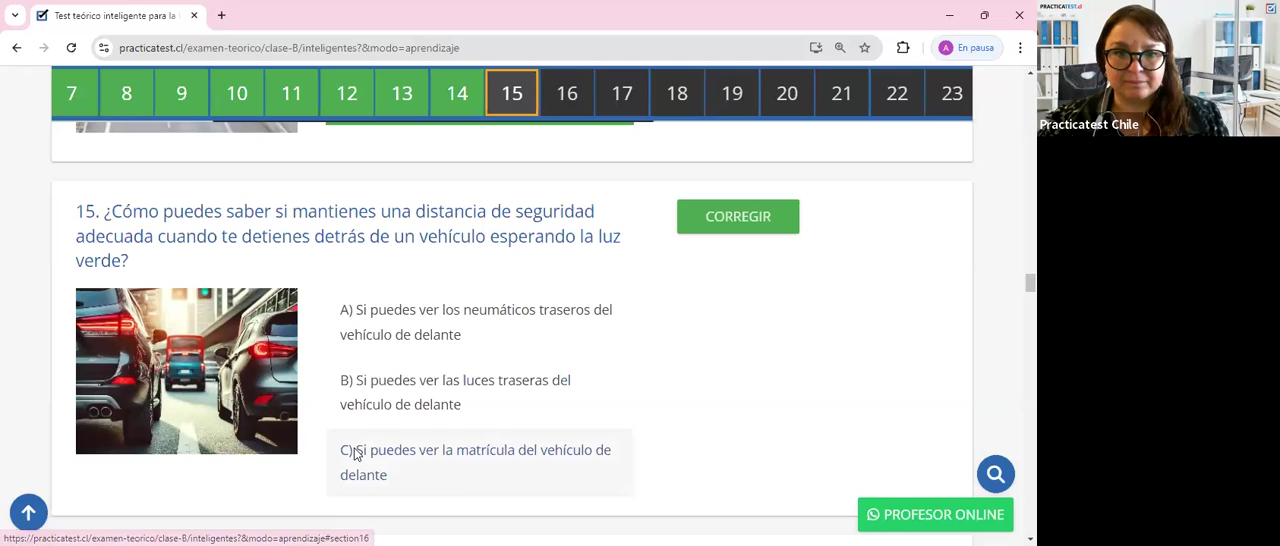 Test teórico inteligente para la
practicatest.cl/examen-teorico/clase-B/inteligentes?&modo=aprendizaje
A
En pausa
PRACTICATEST.cl
7 8 9 10 11 12 13 14 15 16 17 18 19 20 21 22 23
Practicatest Chile
15. ¿Cómo puedes saber si mantienes una distancia de seguridad
adecuada cuando te detienes detrás de un vehículo esperando la luz
verde?
CORREGIR
A) Si puedes ver los neumáticos traseros del
vehículo de delante
B) Si puedes ver las luces traseras del
vehículo de delante
C) Si puedes ver la matrícula del vehículo de
delante
PROFESOR ONLINE
https://practicatest.cl/examen-teorico/clase-B/inteligentes?&modo=aprendizaje#section16